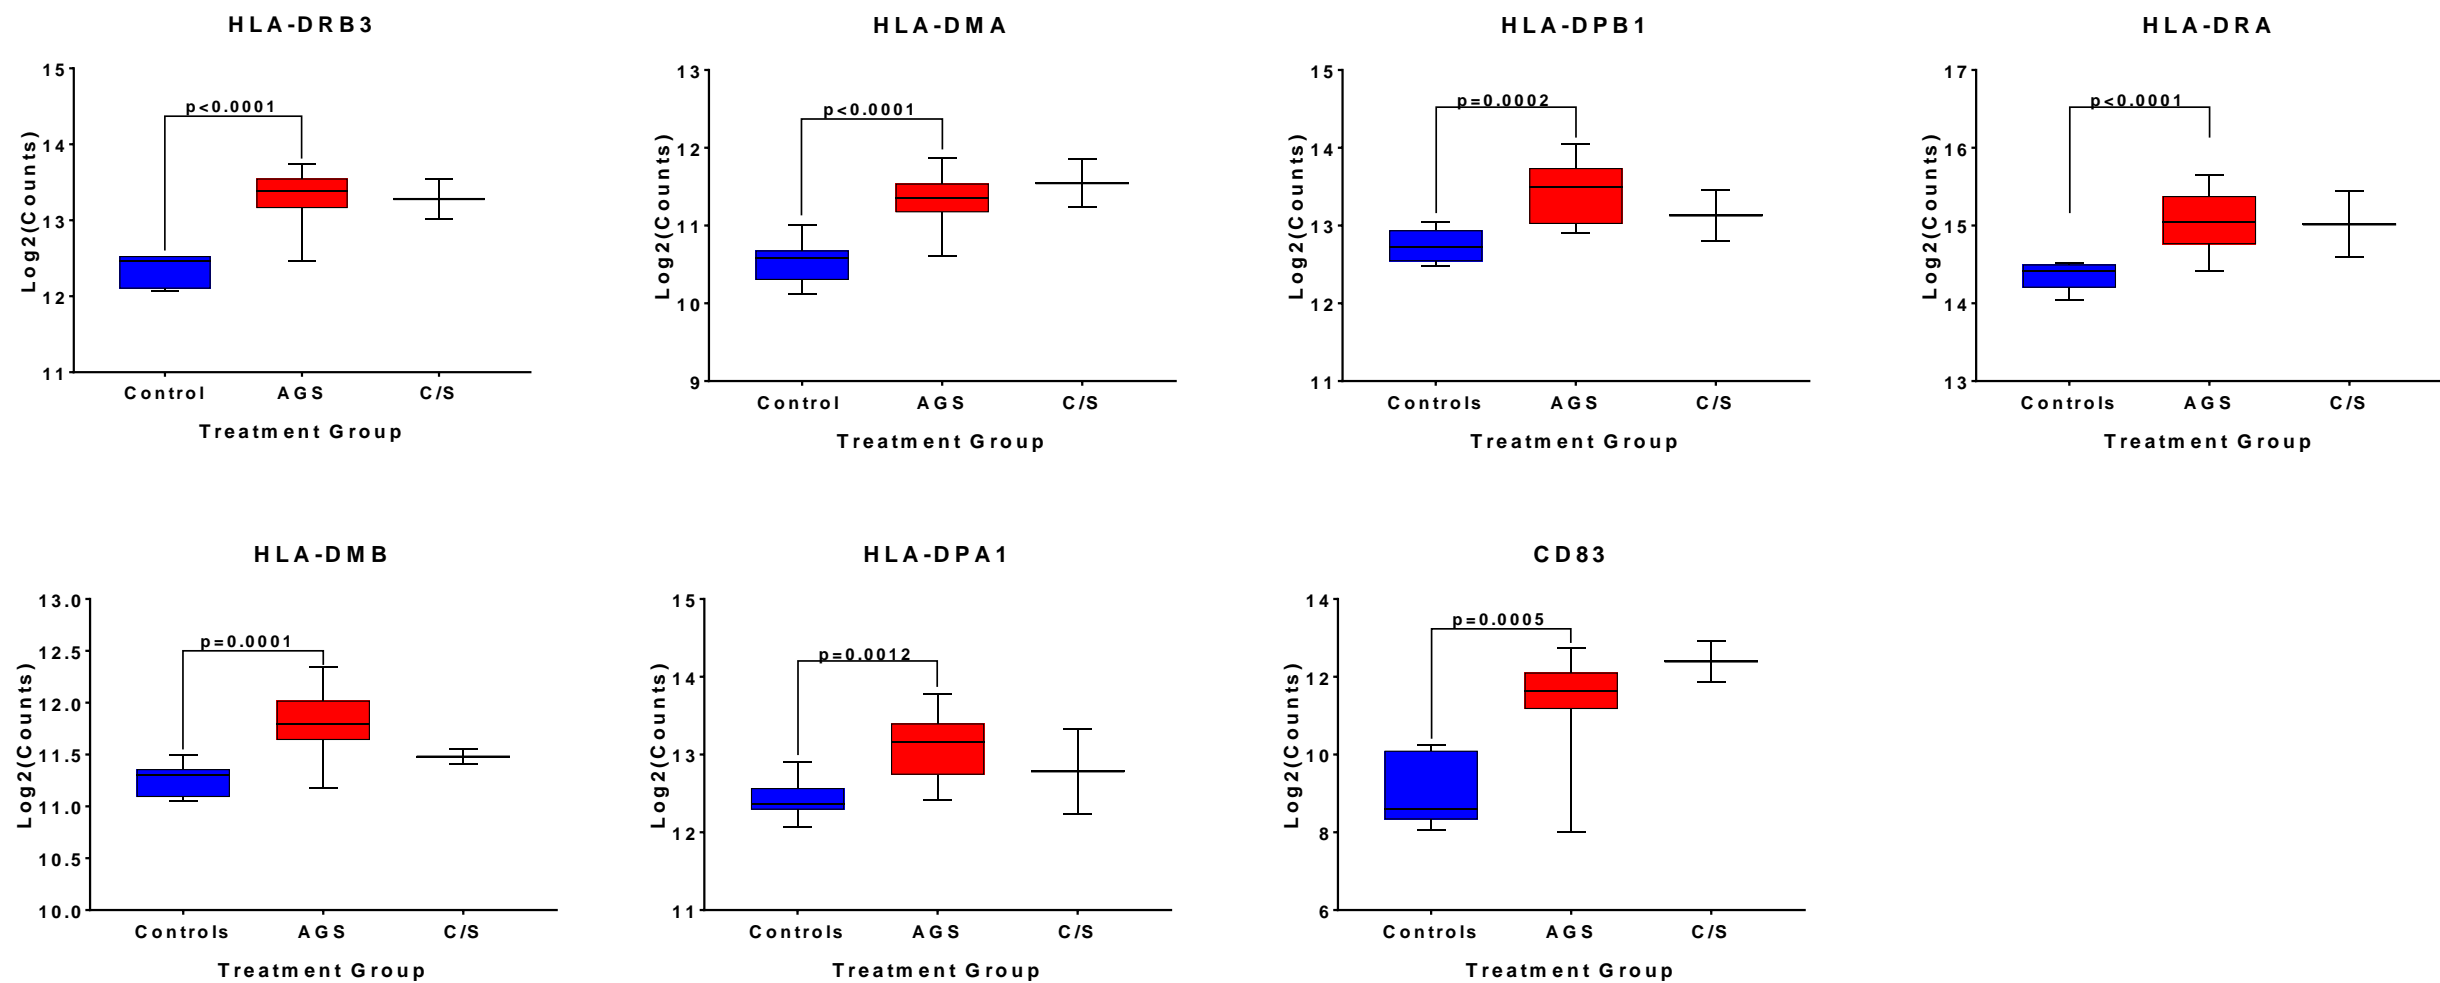 HLA-DRB3
15
14
13
12
11
Log2(Counts)
p<0.0001
Control AGS C/S
Treatment Group
HLA-DMA
13
12
11
10
9
Log2(Counts)
p<0.0001
Control AGS C/S
Treatment Group
HLA-DPB1
15
14
13
12
11
Log2(Counts)
p=0.0002
Controls AGS C/S
Treatment Group
HLA-DRA
17
16
15
14
13
Log2(Counts)
p<0.0001
Controls AGS C/S
Treatment Group
HLA-DMB
13.0
12.5
12.0
11.5
11.0
10.5
10.0
Log2(Counts)
p=0.0001
Controls AGS C/S
Treatment Group
HLA-DPA1
15
14
13
12
11
Log2(Counts)
p=0.0012
Controls AGS C/S
Treatment Group
CD83
14
12
10
8
6
Log2(Counts)
p=0.0005
Controls AGS C/S
Treatment Group